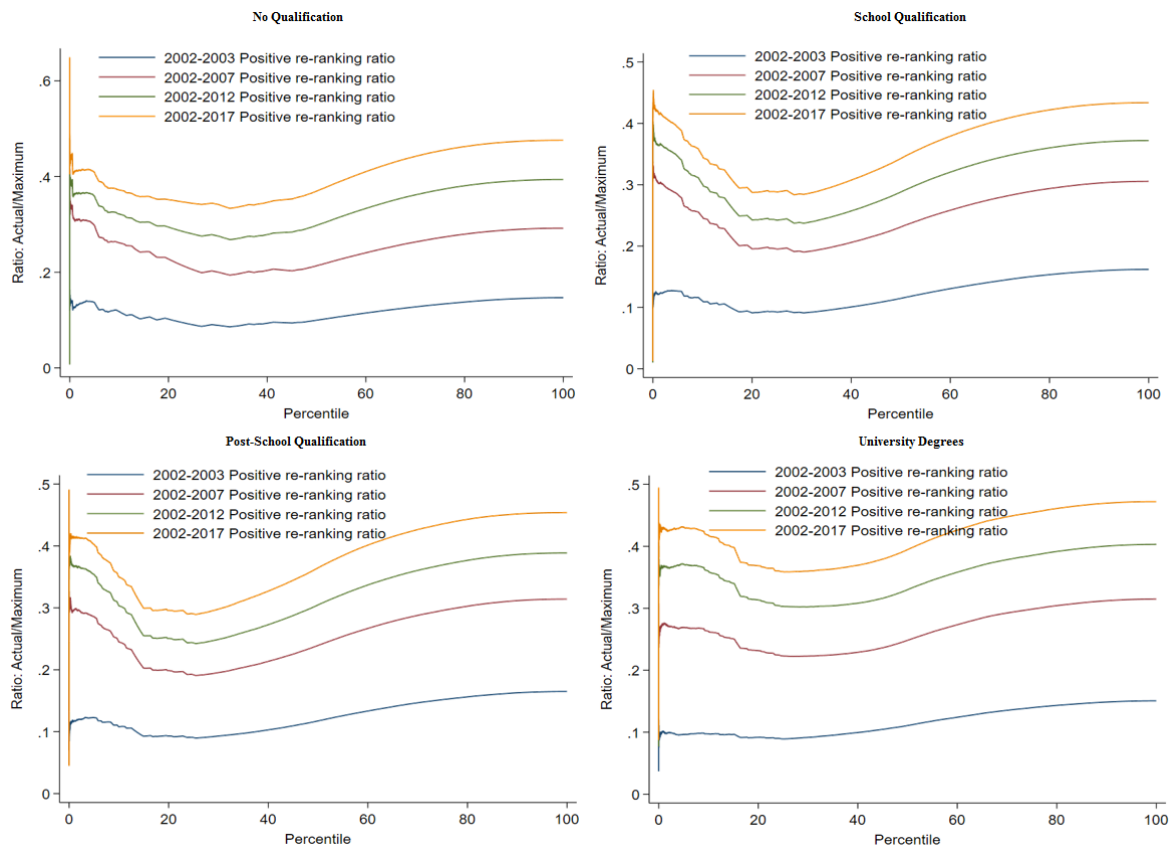 No Qualification
2002-2003 Positive re-ranking ratio
2002-2007 Positive re-ranking ratio
2002-2012 Positive re-ranking ratio
2002-2017 Positive re-ranking ratio
Ratio: Actual/Maximum
.6
.4
.2
0
0 20 40 60 80 100
Percentile
School Qualification
2002-2003 Positive re-ranking ratio
2002-2007 Positive re-ranking ratio
2002-2012 Positive re-ranking ratio
2002-2017 Positive re-ranking ratio
Ratio: Actual/Maximum
.5
.4
.3
.2
.1
0
0 20 40 60 80 100
Percentile
Post-School Qualification
2002-2003 Positive re-ranking ratio
2002-2007 Positive re-ranking ratio
2002-2012 Positive re-ranking ratio
2002-2017 Positive re-ranking ratio
Ratio: Actual/Maximum
.5
.4
.3
.2
.1
0
0 20 40 60 80 100
Percentile
University Degrees
2002-2003 Positive re-ranking ratio
2002-2007 Positive re-ranking ratio
2002-2012 Positive re-ranking ratio
2002-2017 Positive re-ranking ratio
Ratio: Actual/Maximum
.5
.4
.3
.2
.1
0
0 20 40 60 80 100
Percentile